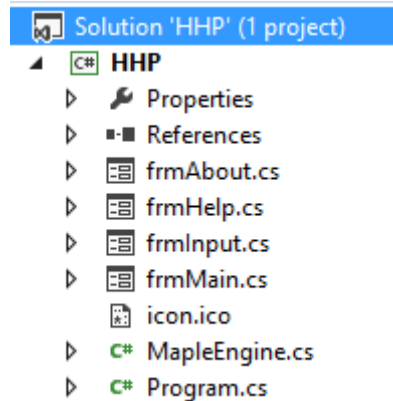 Solution 'HHP' (1 project)
C# HHP
Properties
References
frmAbout.cs
frmHelp.cs
frmInput.cs
frmMain.cs
icon.ico
C# MapleEngine.cs
C# Program.cs